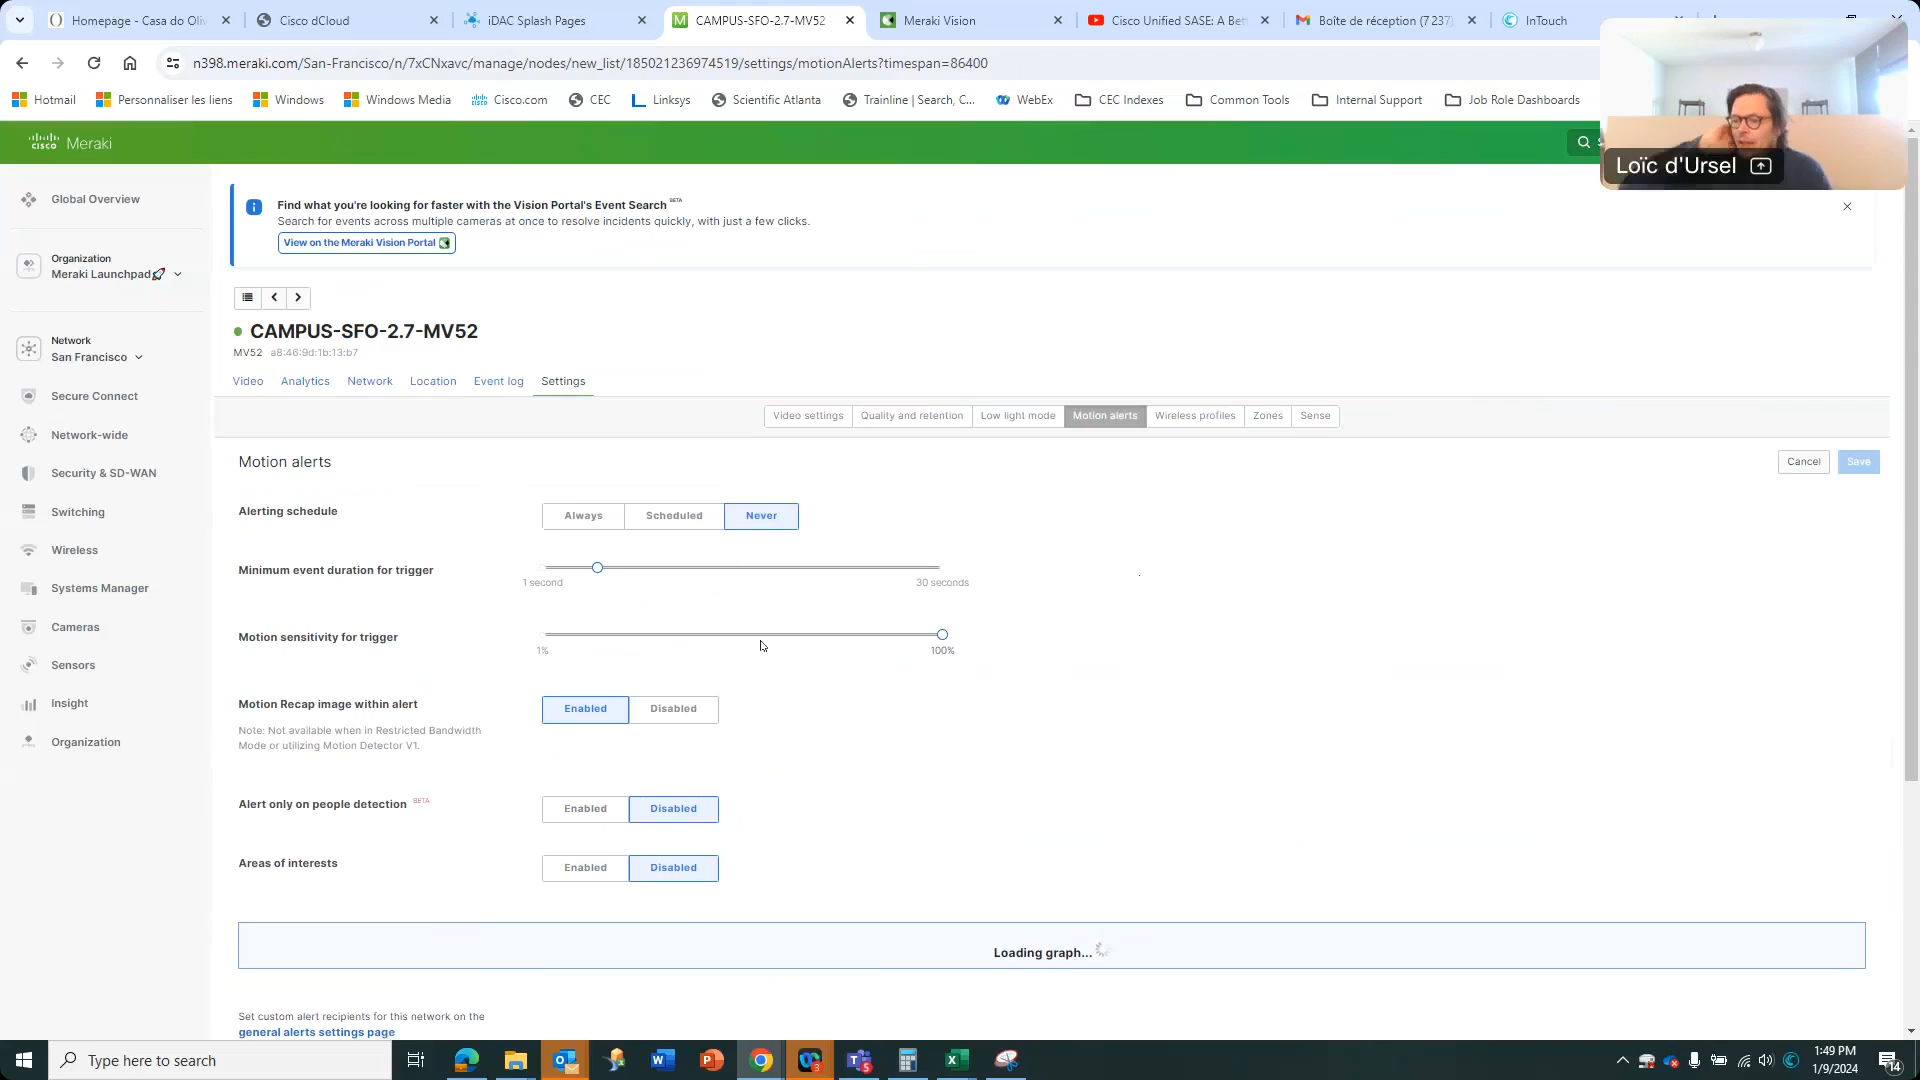 Homepage - Casa do Oliv
Cisco dCloud
iDAC Splash Pages
CAMPUS-SFO-2.7-MV52
Meraki Vision
Cisco Unified SASE: A Bet
Boîte de réception (7 237)
InTouch
n398.meraki.com/San-Francisco/n/7xCNxavc/manage/nodes/new_list/185021236974519/settings/motionAlerts?timespan=86400
Hotmail
Personnaliser les liens
Windows
Windows Media
Cisco.com
CEC
Linksys
Scientific Atlanta
Trainline | Search, C...
WebEx
CEC Indexes
Common Tools
Internal Support
Job Role Dashboards
Loïc d'Ursel
cisco Meraki
Global Overview
Organization
Meraki Launchpad🚀
Network
San Francisco
Secure Connect
Network-wide
Security & SD-WAN
Switching
Wireless
Systems Manager
Cameras
Sensors
Insight
Organization
Find what you're looking for faster with the Vision Portal's Event Search BETA
Search for events across multiple cameras at once to resolve incidents quickly, with just a few clicks.
View on the Meraki Vision Portal
CAMPUS-SFO-2.7-MV52
MV52 a8:46:9d:1b:13:b7
Video
Analytics
Network
Location
Event log
Settings
Video settings
Quality and retention
Low light mode
Motion alerts
Wireless profiles
Zones
Sense
Motion alerts
Cancel
Save
Alerting schedule
Always
Scheduled
Never
Minimum event duration for trigger
1 second
30 seconds
Motion sensitivity for trigger
1%
100%
Motion Recap image within alert
Enabled
Disabled
Note: Not available when in Restricted Bandwidth
Mode or utilizing Motion Detector V1.
Alert only on people detection BETA
Enabled
Disabled
Areas of interests
Enabled
Disabled
Loading graph...
Set custom alert recipients for this network on the
general alerts settings page
Type here to search
1:49 PM
1/9/2024
14